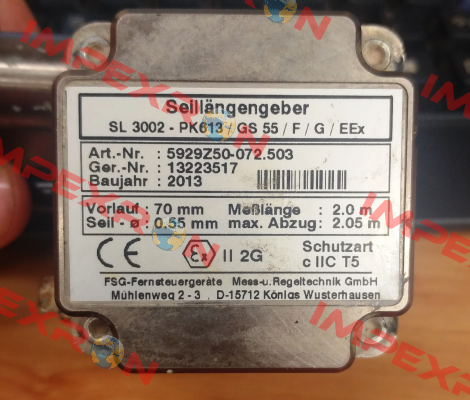 Seillängengeber
SL 3002 - PK613 / GS 55 / F / G / EEx
Art.-Nr. : 5929Z50-072.503
Ger.-Nr. : 13223517
Baujahr : 2013
Vorlauf : 70 mm Meßlänge : 2.0 m
Seil - ø : 0.55 mm max. Abzug : 2.05 m
CE Ex II 2G Schutzart
c IIC T5
FSG-Fernsteuergeräte Mess-u.Regeltechnik GmbH
Mühlenweg 2 - 3 . D-15712 Königs Wusterhausen
IMPEXRON
IMPEXRON
IMPEXRON